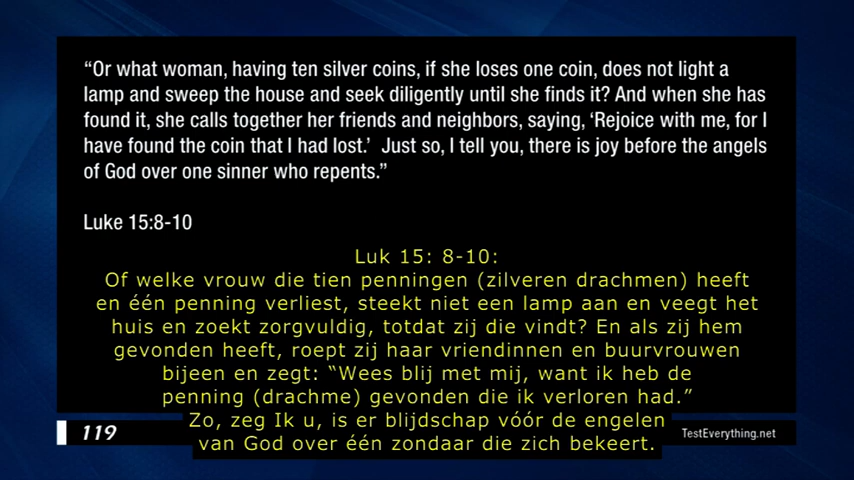 “Or what woman, having ten silver coins, if she loses one coin, does not light a
lamp and sweep the house and seek diligently until she finds it? And when she has
found it, she calls together her friends and neighbors, saying, ‘Rejoice with me, for I
have found the coin that I had lost.’  Just so, I tell you, there is joy before the angels
of God over one sinner who repents.”
Luke 15:8-10
Luk 15: 8-10:
Of welke vrouw die tien penningen (zilveren drachmen) heeft
en één penning verliest, steekt niet een lamp aan en veegt het
huis en zoekt zorgvuldig, totdat zij die vindt? En als zij hem
gevonden heeft, roept zij haar vriendinnen en buurvrouwen
bijeen en zegt: “Wees blij met mij, want ik heb de
penning (drachme) gevonden die ik verloren had.”
Zo, zeg Ik u, is er blijdschap vóór de engelen
van God over één zondaar die zich bekeert.
119
TestEverything.net